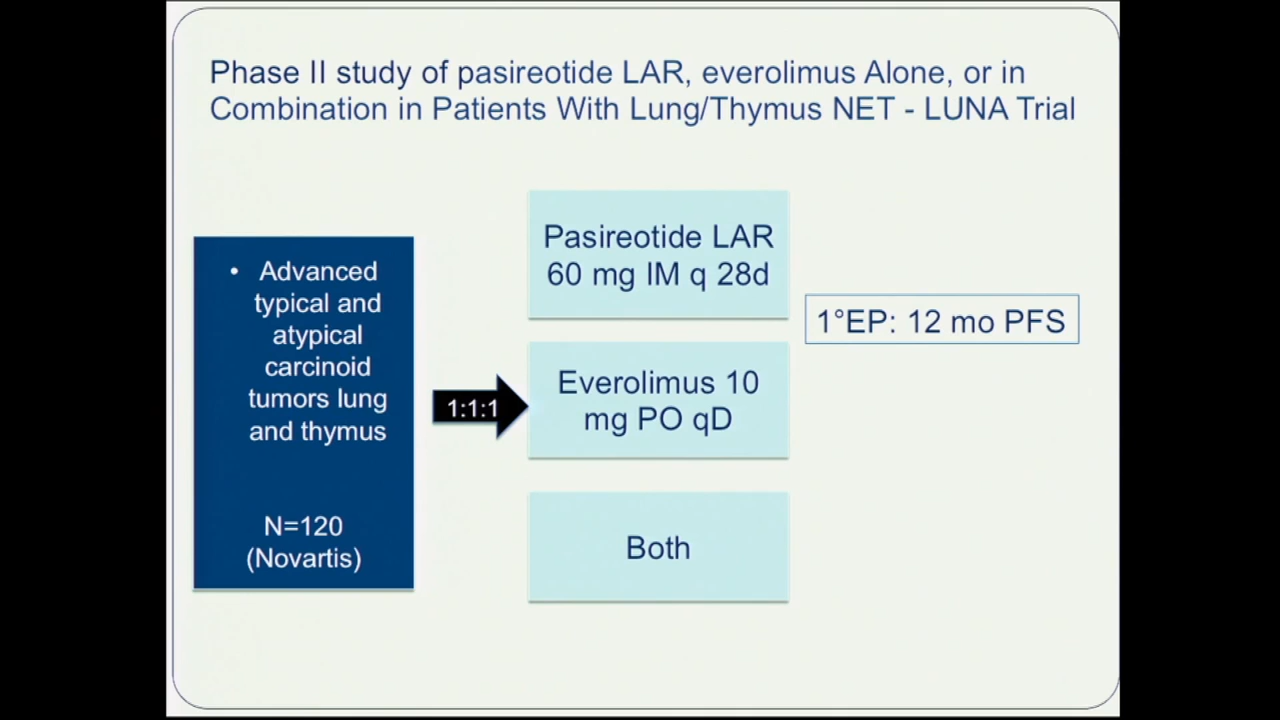 Phase II study of pasireotide LAR, everolimus Alone, or in
Combination in Patients With Lung/Thymus NET - LUNA Trial
• Advanced
typical and
atypical
carcinoid
tumors lung
and thymus
N=120
(Novartis)
1:1:1
Pasireotide LAR
60 mg IM q 28d
Everolimus 10
mg PO qD
Both
1°EP: 12 mo PFS